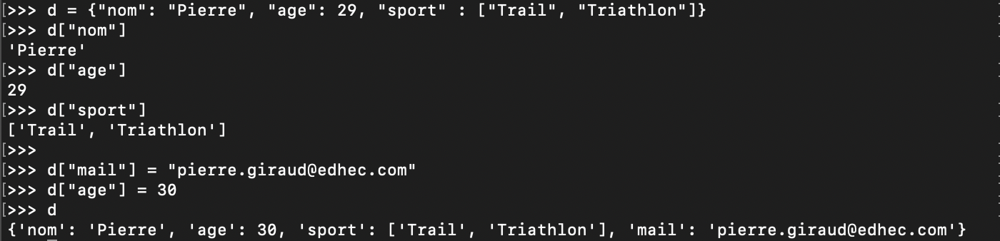 [>>> d = {"nom": "Pierre", "age": 29, "sport" : ["Trail", "Triathlon"]}
[>>> d["nom"]
'Pierre'
[>>> d["age"]
29
[>>> d["sport"]
['Trail', 'Triathlon']
[>>>
[>>> d["mail"] = "pierre.giraud@edhec.com"
[>>> d["age"] = 30
[>>> d
{'nom': 'Pierre', 'age': 30, 'sport': ['Trail', 'Triathlon'], 'mail': 'pierre.giraud@edhec.com'}